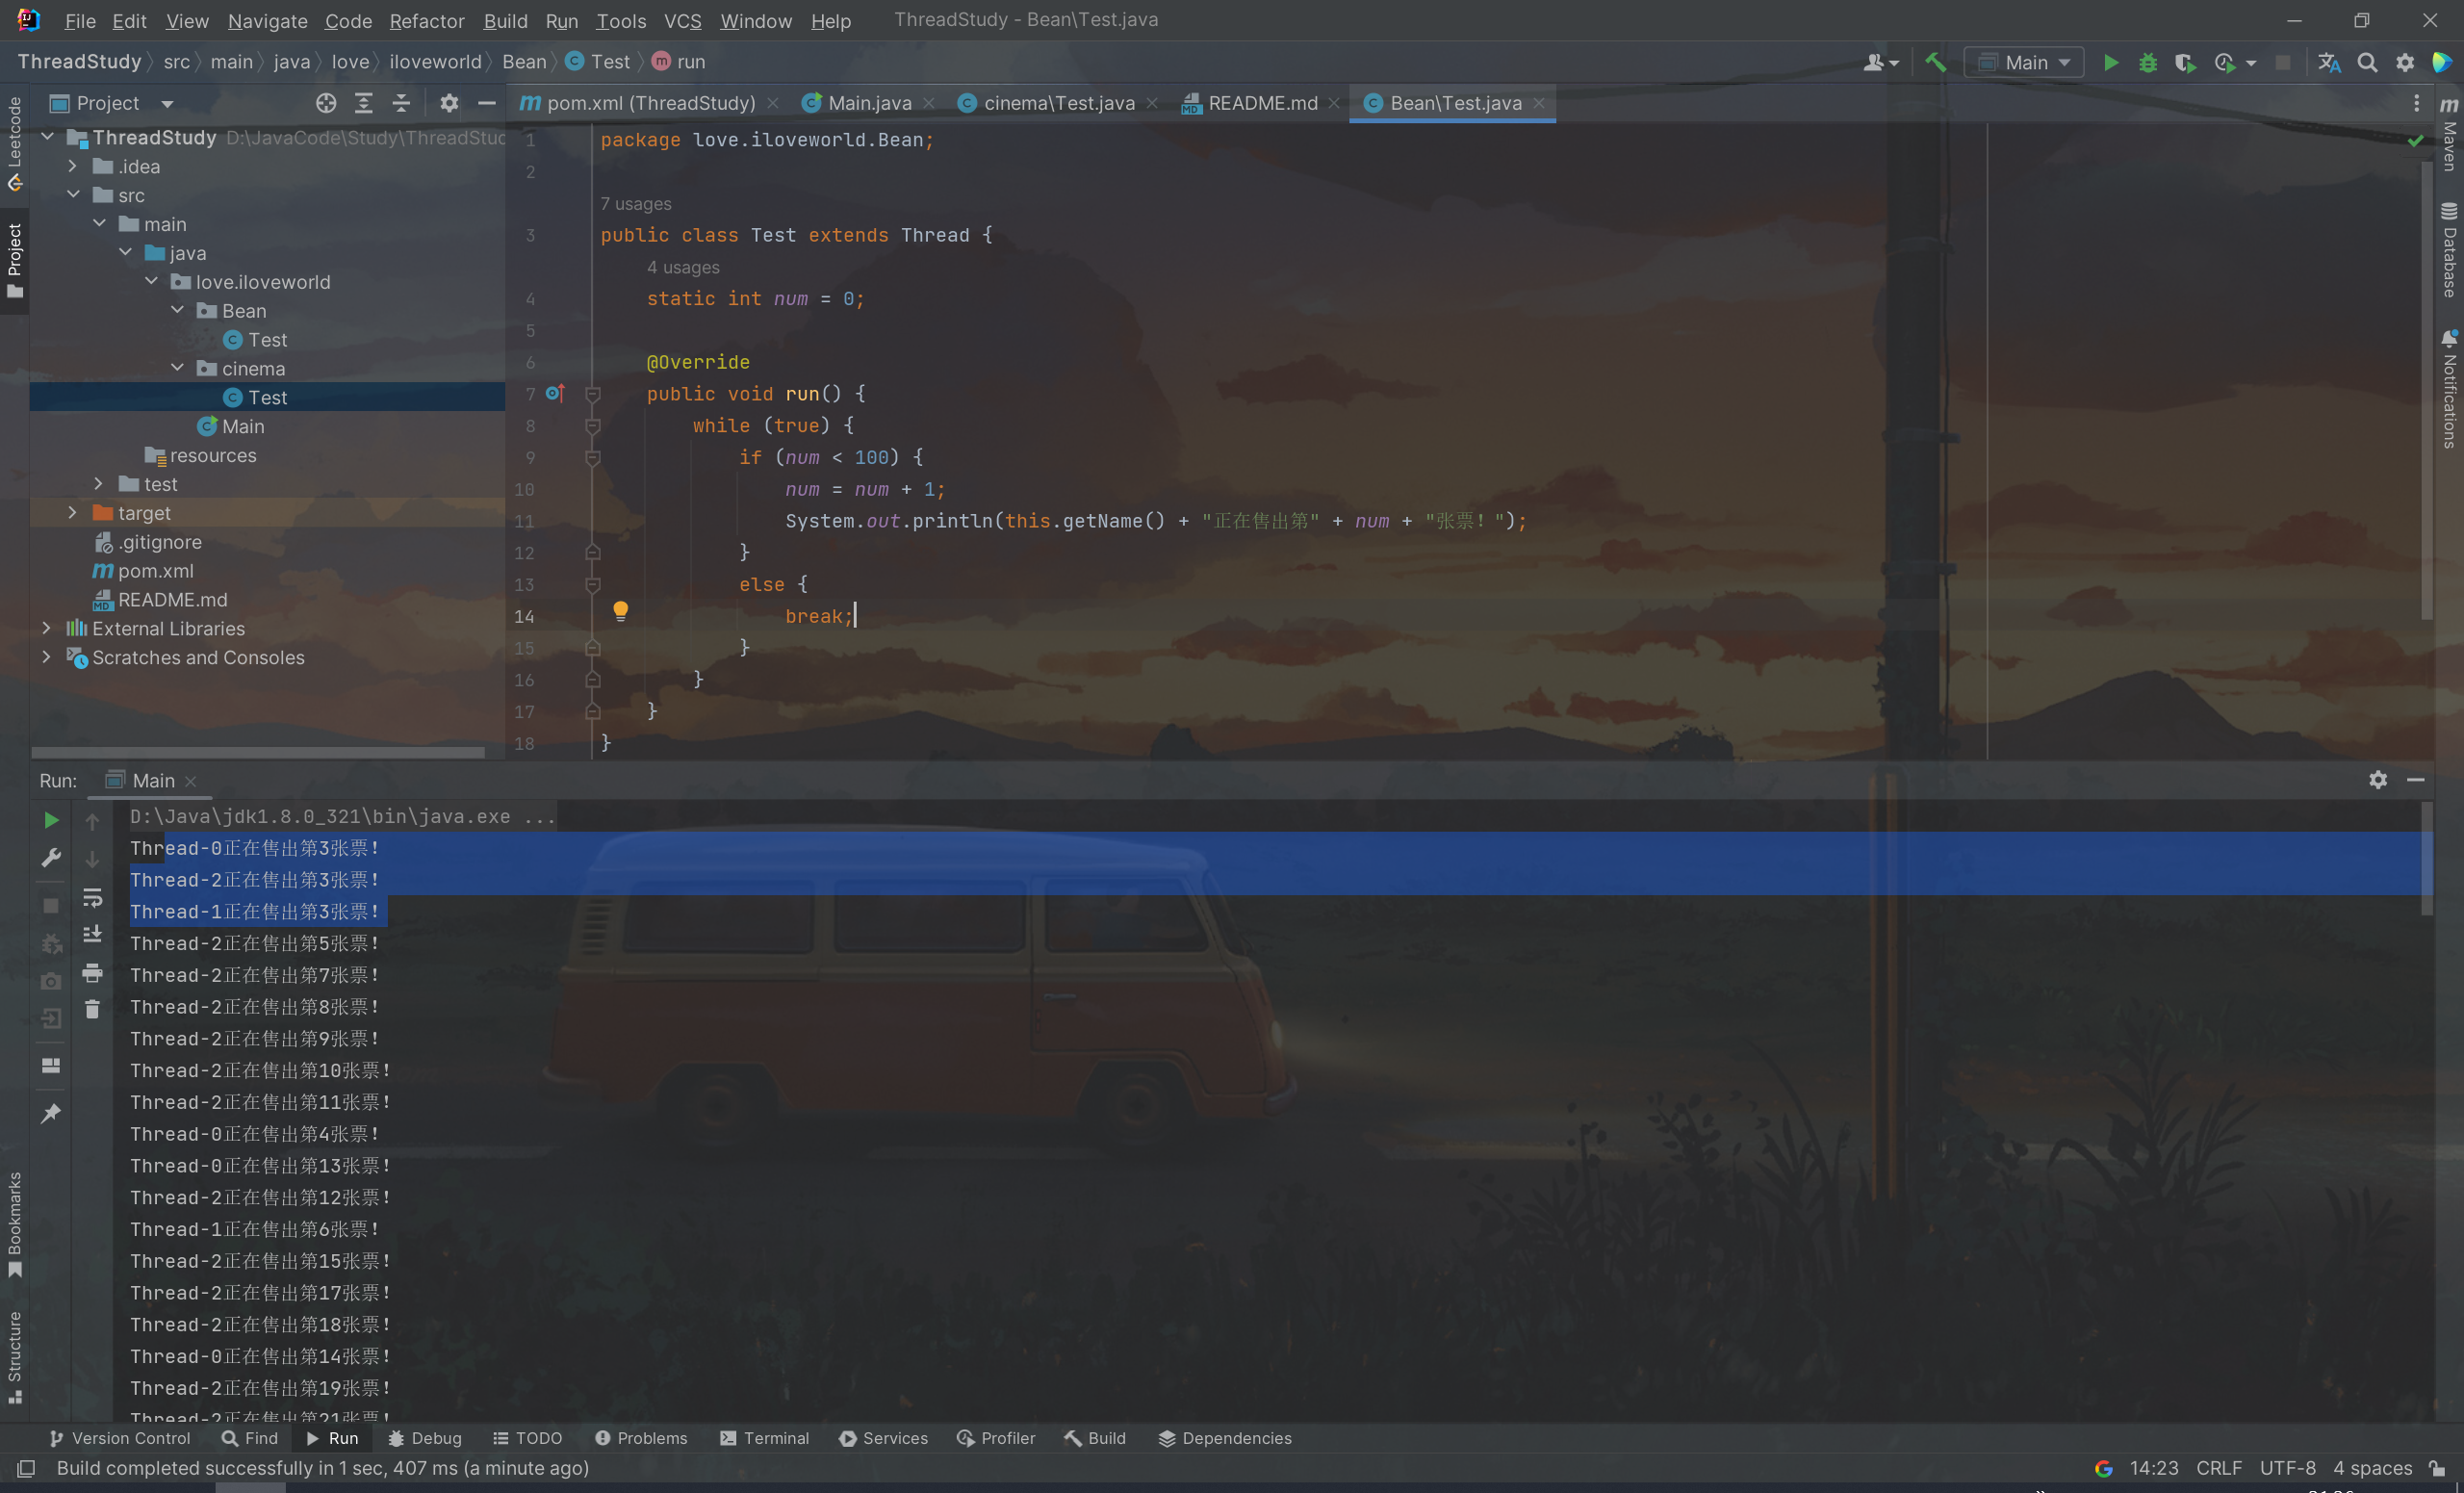 File Edit View Navigate Code Refactor Build Run Tools VCS Window Help ThreadStudy - Bean\Test.java
ThreadStudy src main java love iloveworld Bean Test run Main
Project
pom.xml (ThreadStudy) Main.java cinema\Test.java README.md Bean\Test.java
Leetcode
Project
Bookmarks
Structure
ThreadStudy D:\JavaCode\Study\ThreadStu
.idea
src
main
java
love.iloveworld
Bean
Test
cinema
Test
Main
resources
test
target
.gitignore
pom.xml
README.md
External Libraries
Scratches and Consoles
1 package love.iloveworld.Bean;
2
7 usages
3 public class Test extends Thread {
4 usages
4 static int num = 0;
5
6 @Override
7 public void run() {
8 while (true) {
9 if (num < 100) {
10 num = num + 1;
11 System.out.println(this.getName() + "正在售出第" + num + "张票！");
12 }
13 else {
14 break;
15 }
16 }
17 }
18 }
Maven
Database
Notifications
Run: Main
D:\Java\jdk1.8.0_321\bin\java.exe ...
Thread-0正在售出第3张票！
Thread-2正在售出第3张票！
Thread-1正在售出第3张票！
Thread-2正在售出第5张票！
Thread-2正在售出第7张票！
Thread-2正在售出第8张票！
Thread-2正在售出第9张票！
Thread-2正在售出第10张票！
Thread-2正在售出第11张票！
Thread-0正在售出第4张票！
Thread-0正在售出第13张票！
Thread-2正在售出第12张票！
Thread-1正在售出第6张票！
Thread-2正在售出第15张票！
Thread-2正在售出第17张票！
Thread-2正在售出第18张票！
Thread-0正在售出第14张票！
Thread-2正在售出第19张票！
Thread-2正在售出第21张票！
Version Control Find Run Debug TODO Problems Terminal Services Profiler Build Dependencies
Build completed successfully in 1 sec, 407 ms (a minute ago) 14:23 CRLF UTF-8 4 spaces